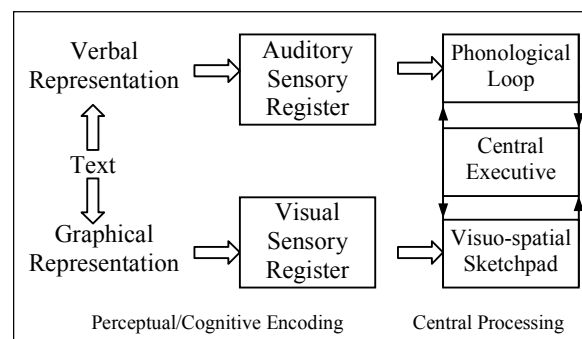 Verbal
Representation
Auditory
Sensory
Register
Phonological
Loop
Text
Central
Executive
Graphical
Representation
Visual
Sensory
Register
Visuo-spatial
Sketchpad
Perceptual/Cognitive Encoding
Central Processing